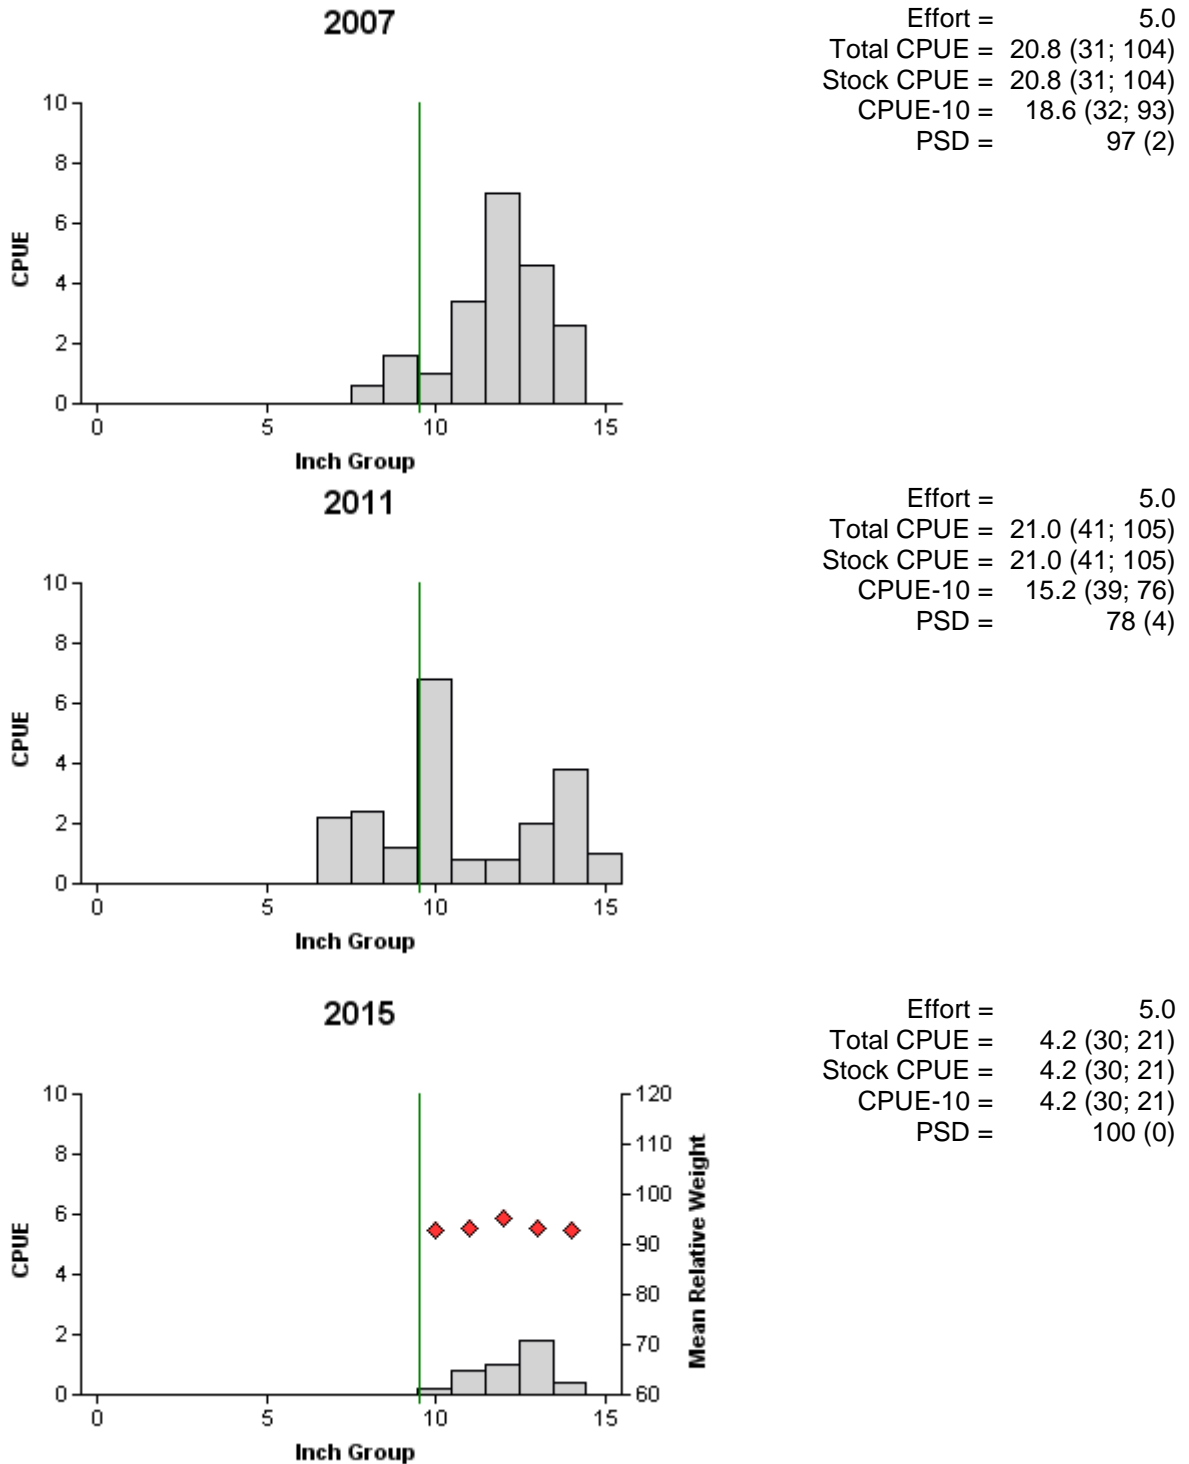 2007
Effort = 5.0
Total CPUE = 20.8 (31; 104)
Stock CPUE = 20.8 (31; 104)
CPUE-10 = 18.6 (32; 93)
PSD = 97 (2)
10
8
6
4
2
0
CPUE
0 5 10 15
Inch Group
2011
Effort = 5.0
Total CPUE = 21.0 (41; 105)
Stock CPUE = 21.0 (41; 105)
CPUE-10 = 15.2 (39; 76)
PSD = 78 (4)
10
8
6
4
2
0
CPUE
0 5 10 15
Inch Group
2015
Effort = 5.0
Total CPUE = 4.2 (30; 21)
Stock CPUE = 4.2 (30; 21)
CPUE-10 = 4.2 (30; 21)
PSD = 100 (0)
10
8
6
4
2
0
CPUE
120
110
100
90
80
70
60
Mean Relative Weight
0 5 10 15
Inch Group